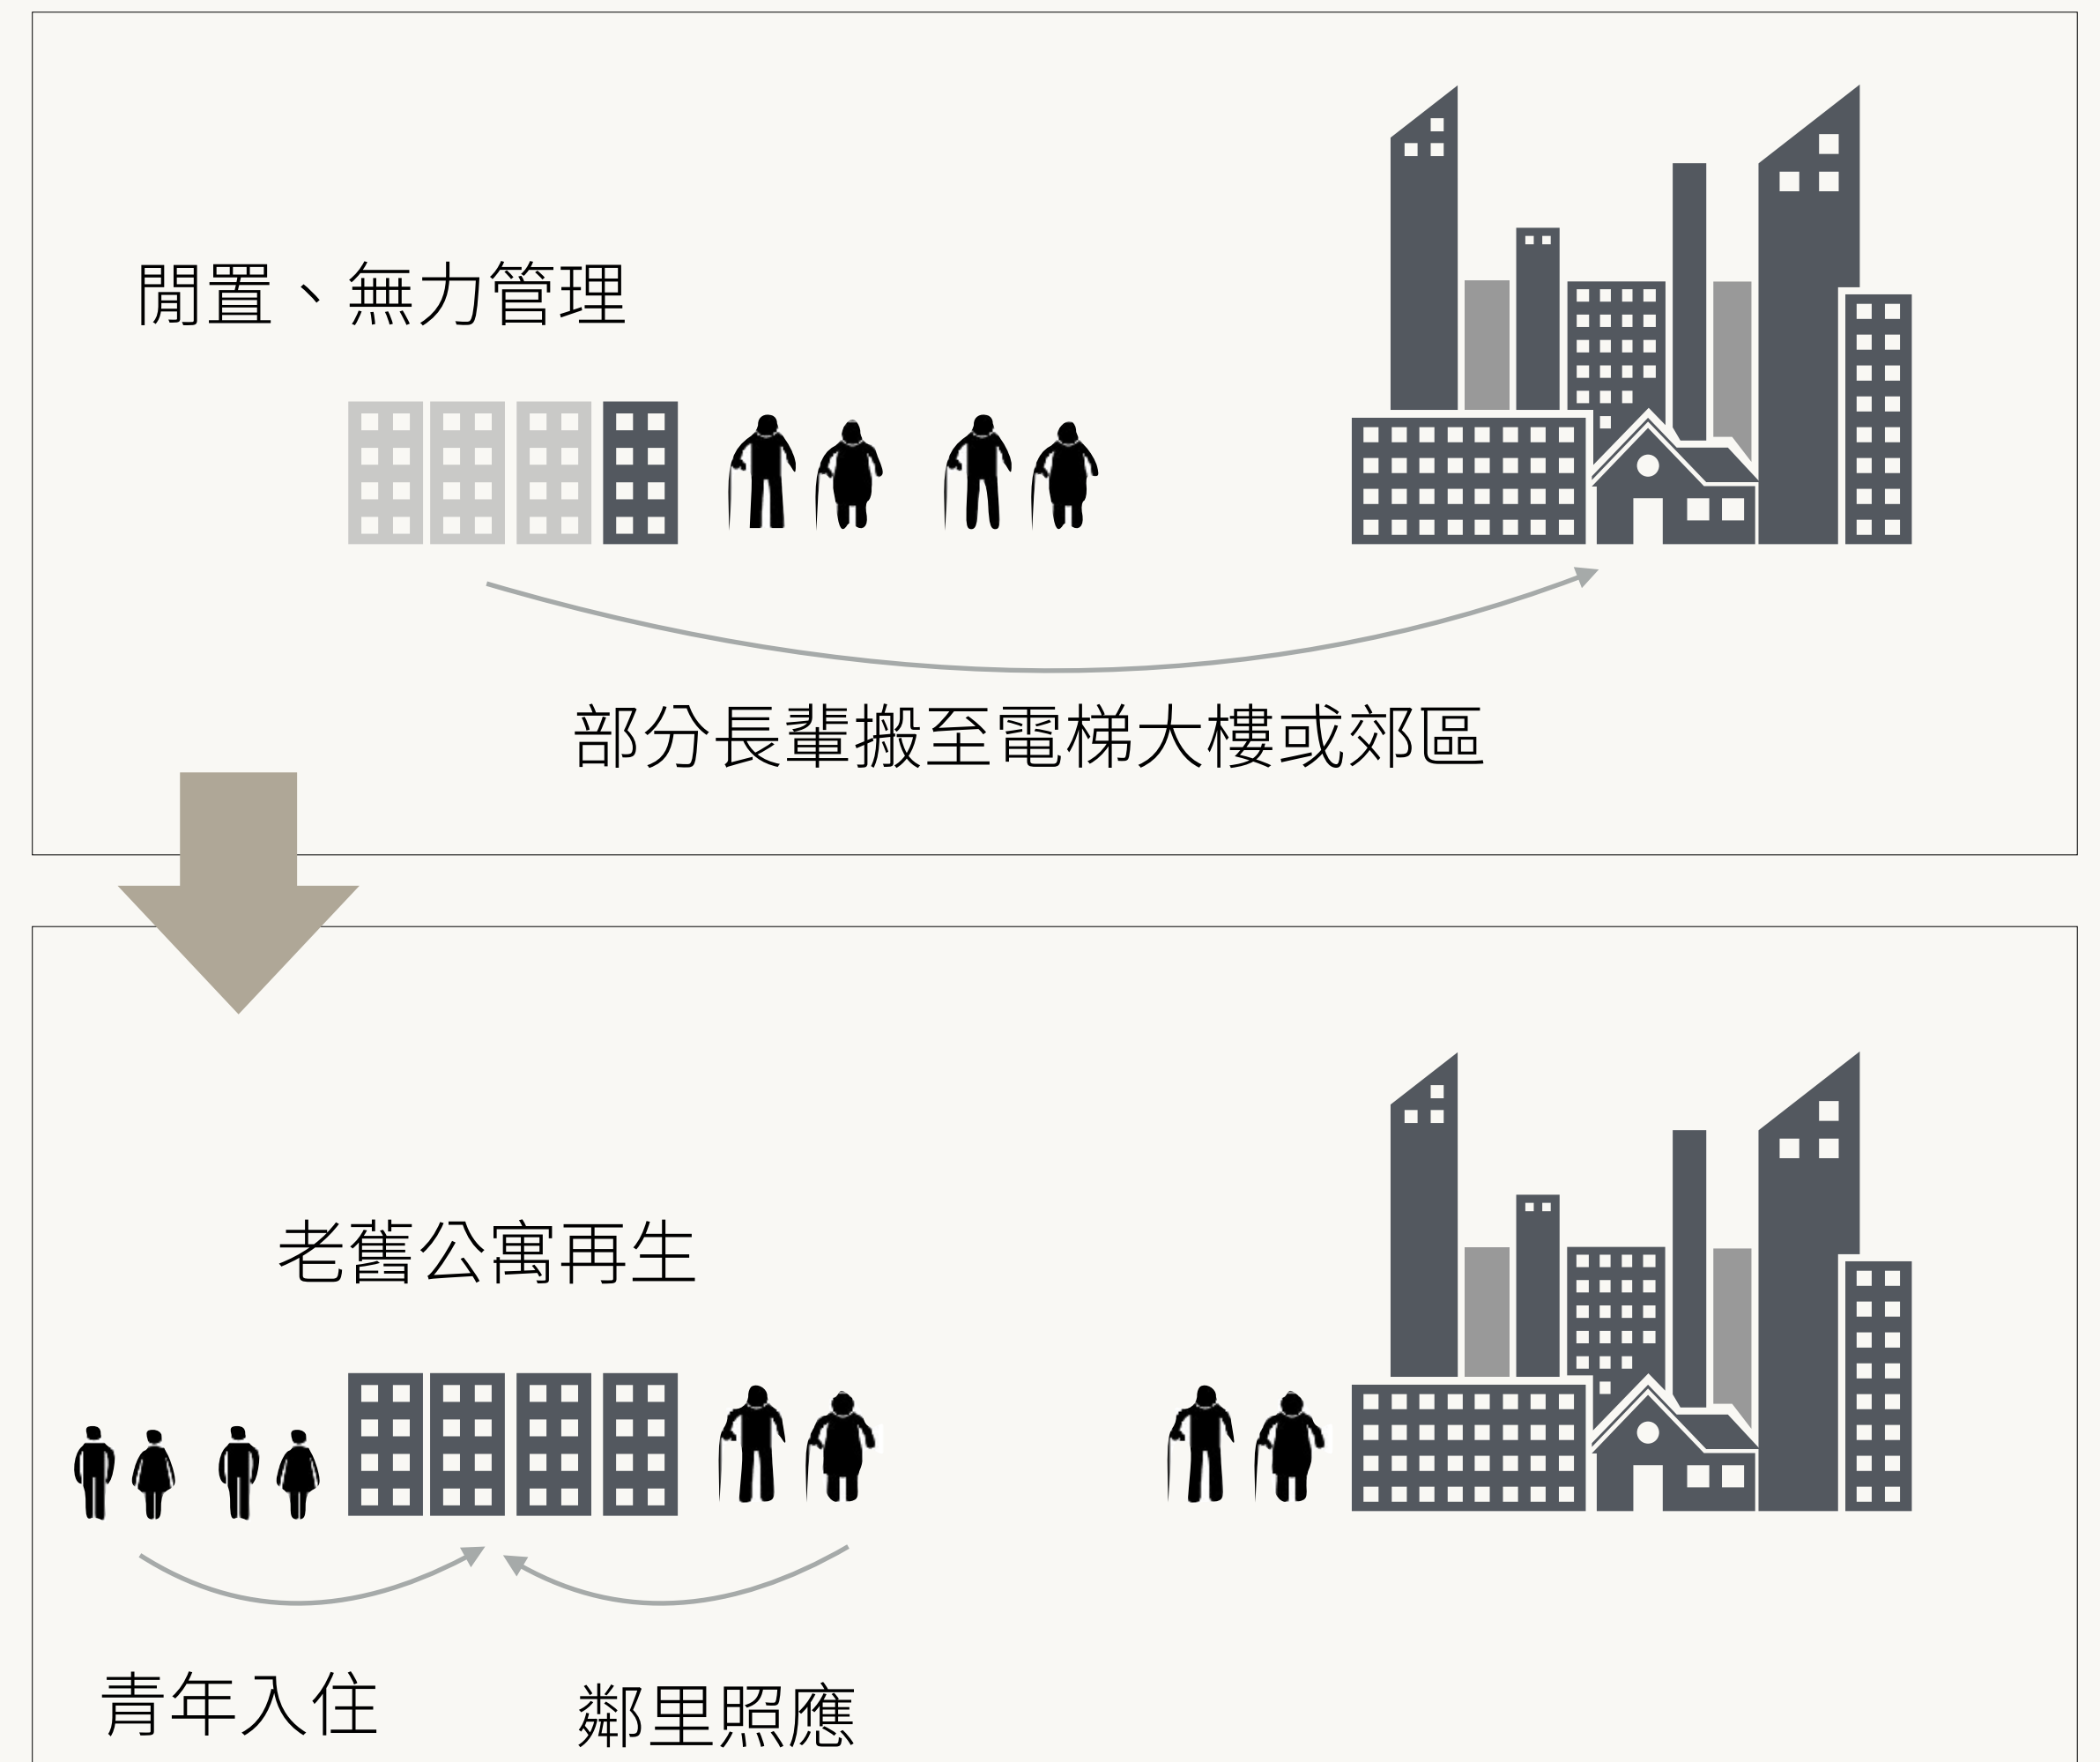 閒置、無力管理
部分長輩搬至電梯大樓或郊區
老舊公寓再生
青年入住
鄰里照應